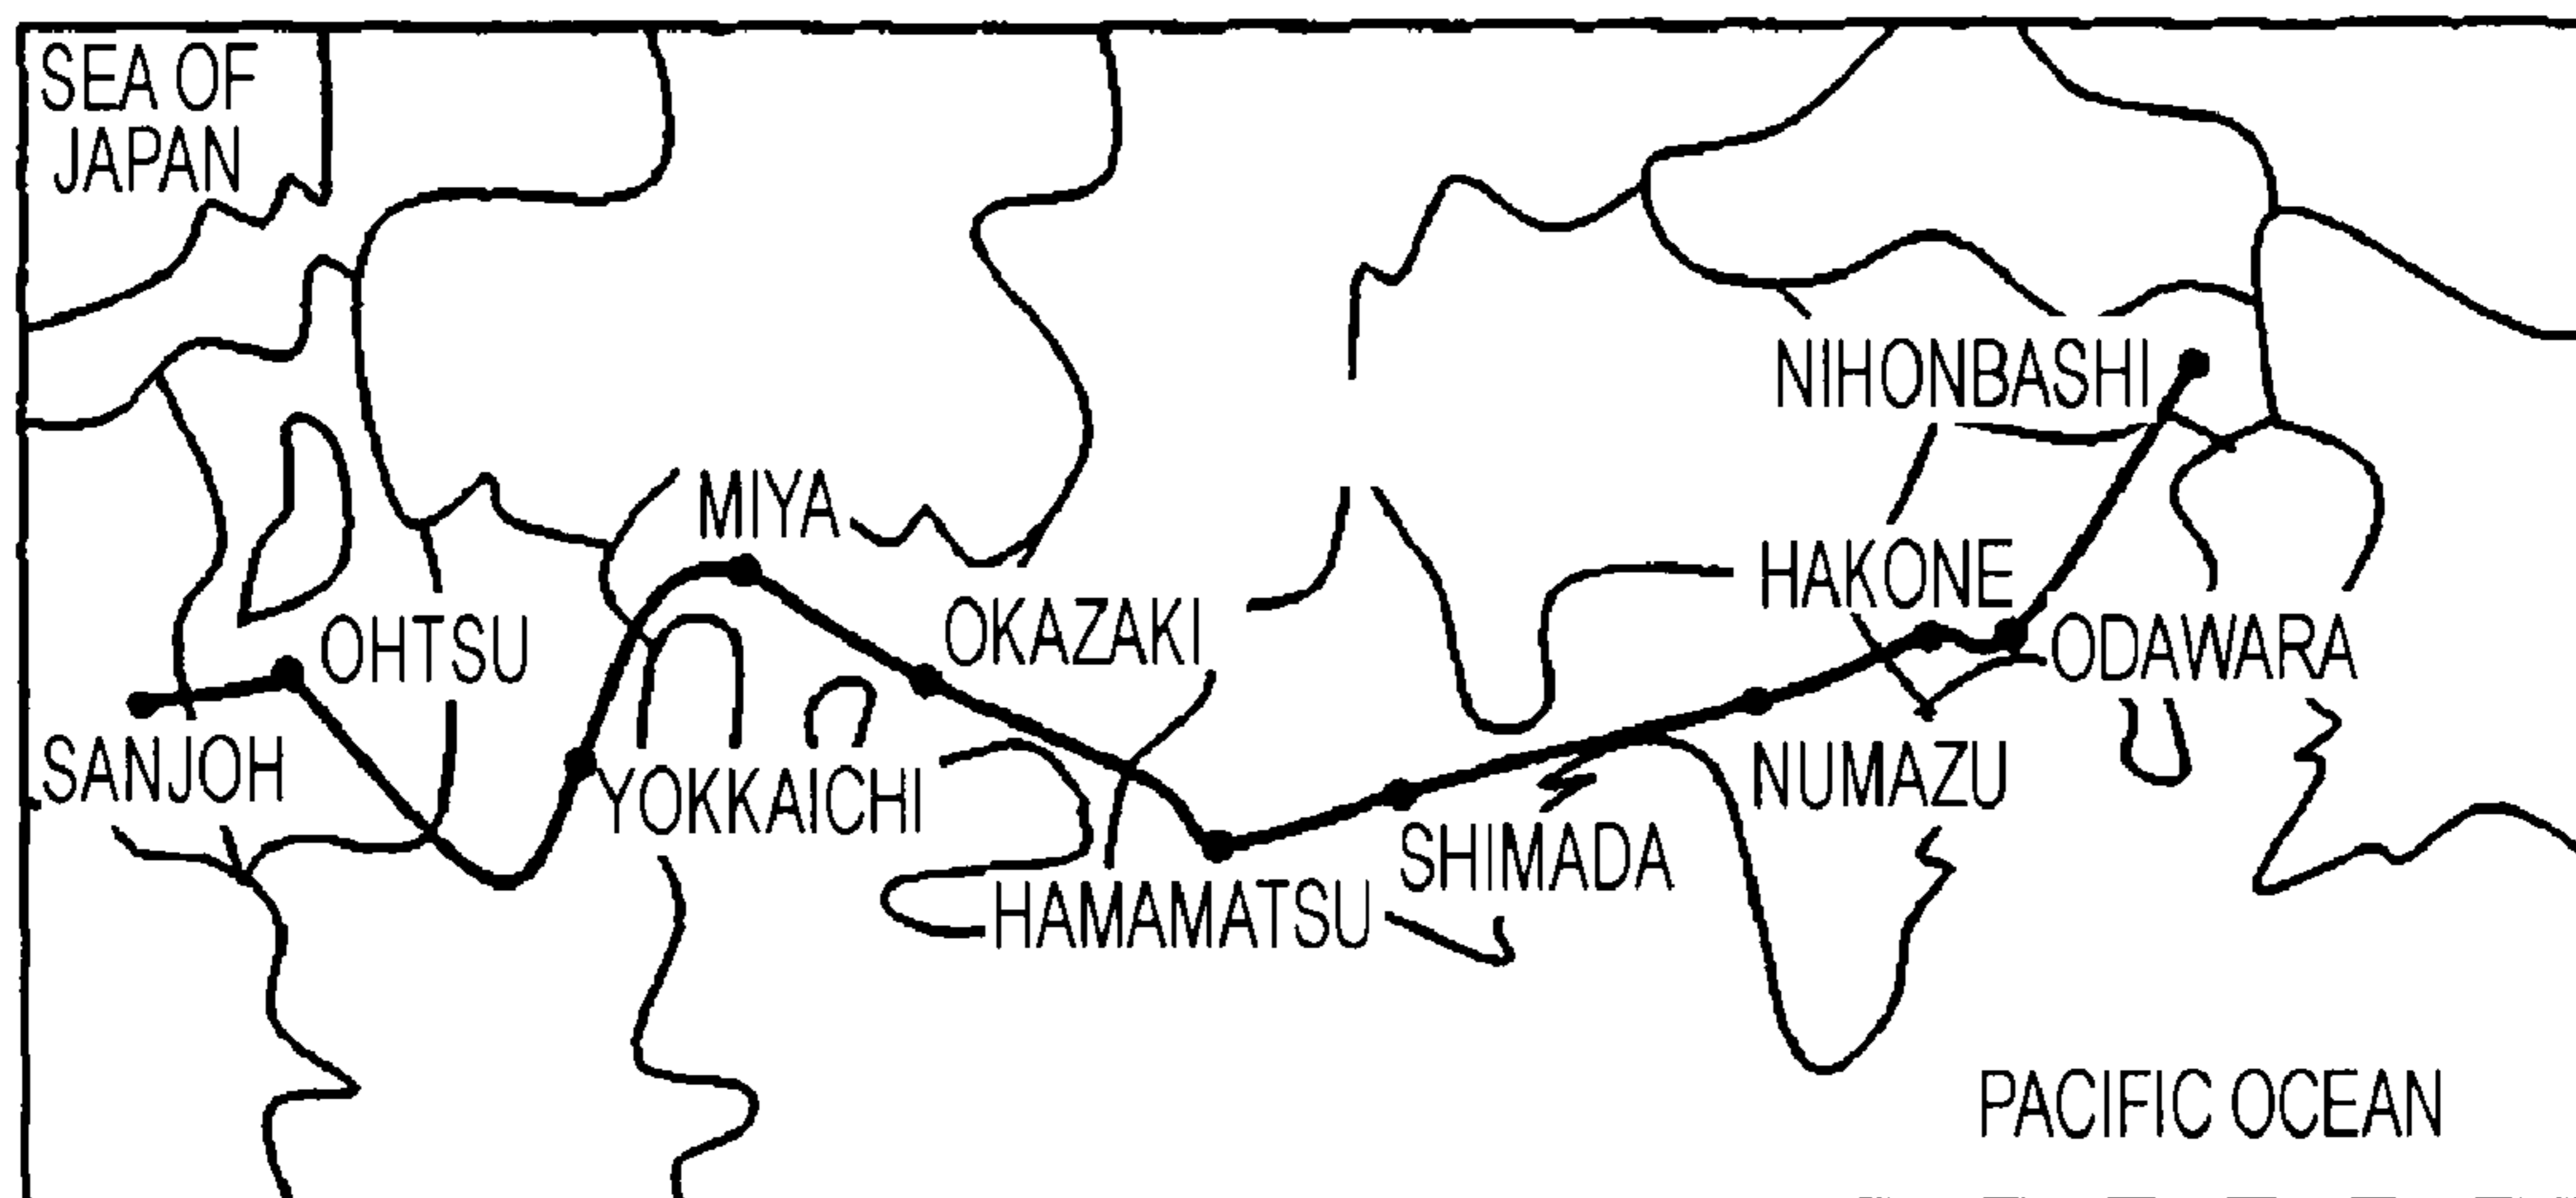 SEA OF
JAPAN
NIHONBASHI
MIYA
HAKONE
OKAZAKI
OHTSU
ODAWARA
SANJOH
YOKKAICHI
NUMAZU
SHIMADA
HAMAMATSU
PACIFIC OCEAN